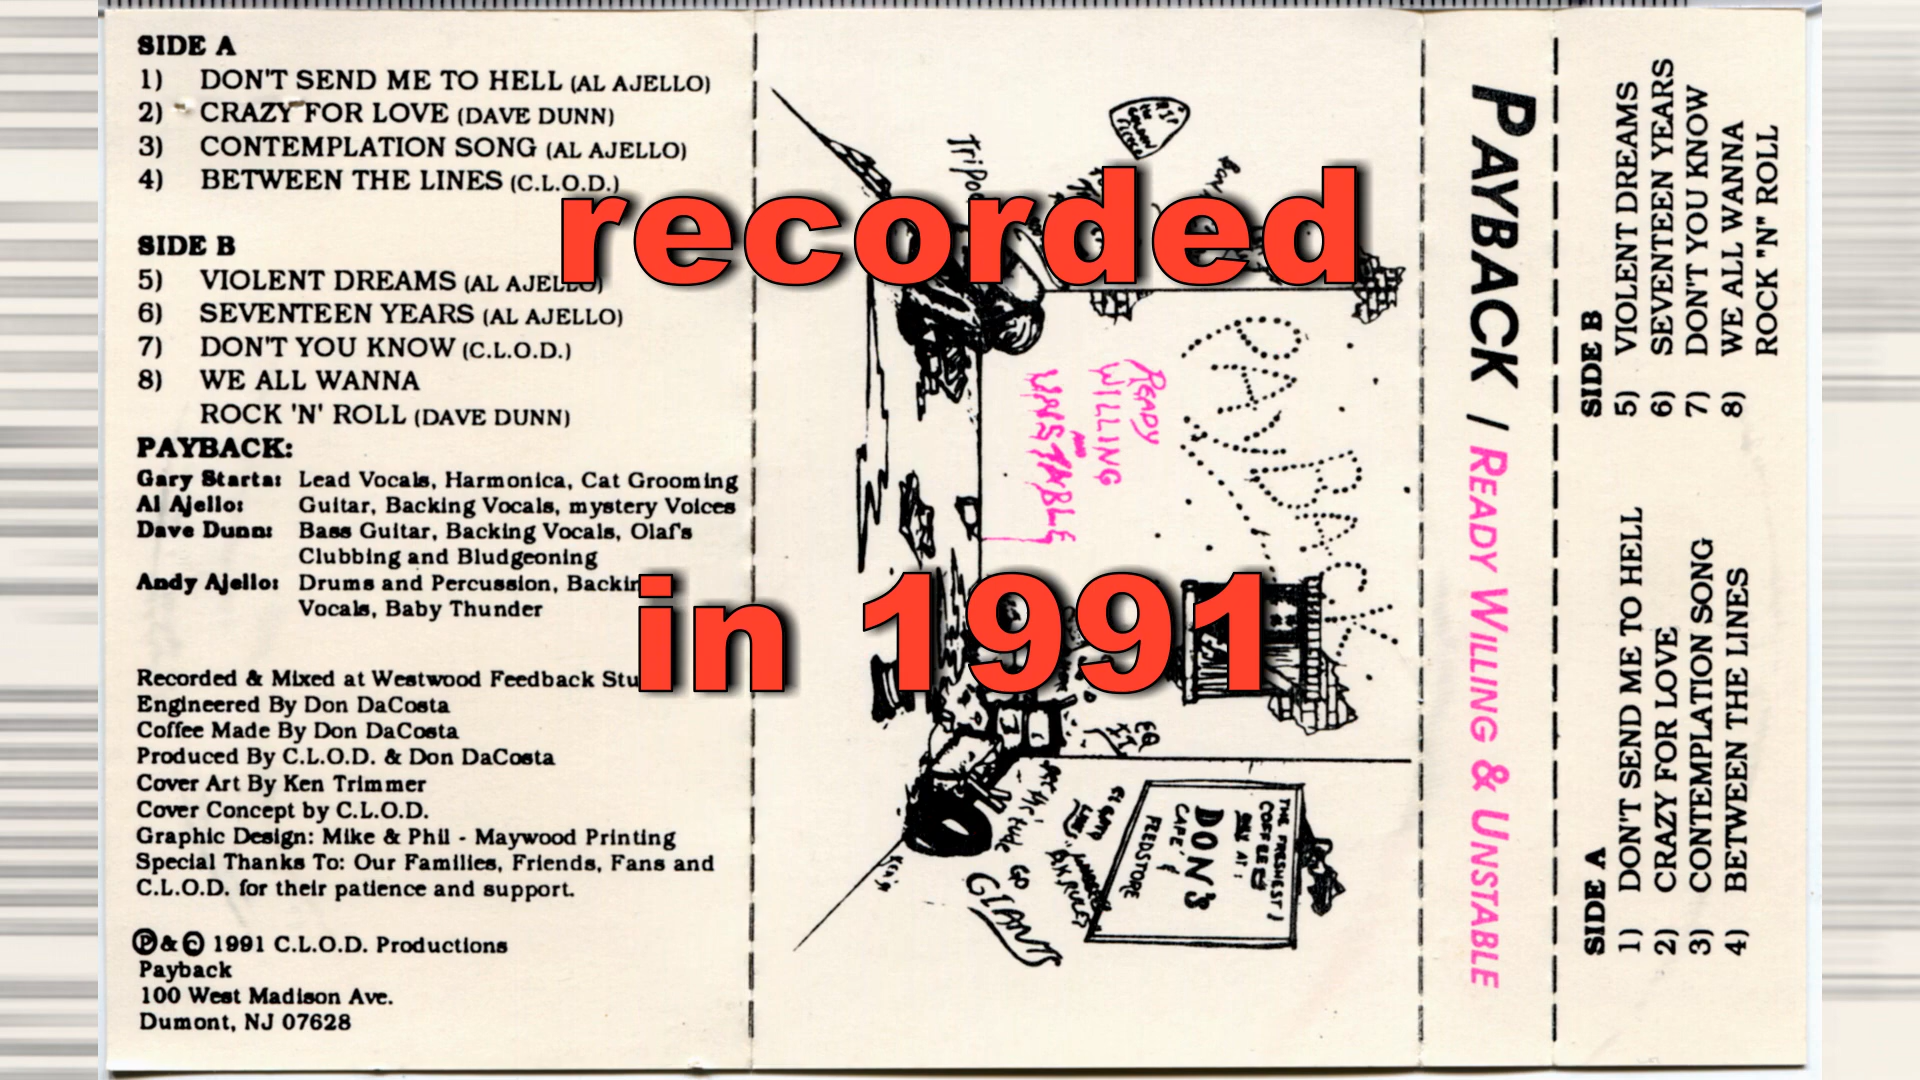 SIDE A
1) DON'T SEND ME TO HELL (AL AJELLO)
2) CRAZY FOR LOVE (DAVE DUNN)
3) CONTEMPLATION SONG (AL AJELLO)
4) BETWEEN THE LINES (C.L.O.D.)
SIDE B
5) VIOLENT DREAMS (AL AJELLO)
6) SEVENTEEN YEARS (AL AJELLO)
7) DON'T YOU KNOW (C.L.O.D.)
8) WE ALL WANNA
ROCK 'N' ROLL (DAVE DUNN)
PAYBACK:
Gary Starta: Lead Vocals, Harmonica, Cat Grooming
Al Ajello: Guitar, Backing Vocals, mystery Voices
Dave Dunn: Bass Guitar, Backing Vocals, Olaf's
Clubbing and Bludgeoning
Andy Ajello: Drums and Percussion, Backin
Vocals, Baby Thunder
Recorded & Mixed at Westwood Feedback Stu
Engineered By Don DaCosta
Coffee Made By Don DaCosta
Produced By C.L.O.D. & Don DaCosta
Cover Art By Ken Trimmer
Cover Concept by C.L.O.D.
Graphic Design: Mike & Phil - Maywood Printing
Special Thanks To: Our Families, Friends, Fans and
C.L.O.D. for their patience and support.
Ⓟ & © 1991 C.L.O.D. Productions
Payback
100 West Madison Ave.
Dumont, NJ 07628
recorded
in 1991
PAYBACK
READY
WILLING
AND
UNSTABLE
RIP
THE FRESHEST
COFFEE
AT:
DON'S
CAFE' &
FEEDSTORE
GO
GIANTS
PAYBACK / READY WILLING & UNSTABLE
SIDE A
1) DON'T SEND ME TO HELL
2) CRAZY FOR LOVE
3) CONTEMPLATION SONG
4) BETWEEN THE LINES
SIDE B
5) VIOLENT DREAMS
6) SEVENTEEN YEARS
7) DON'T YOU KNOW
8) WE ALL WANNA
ROCK "N" ROLL